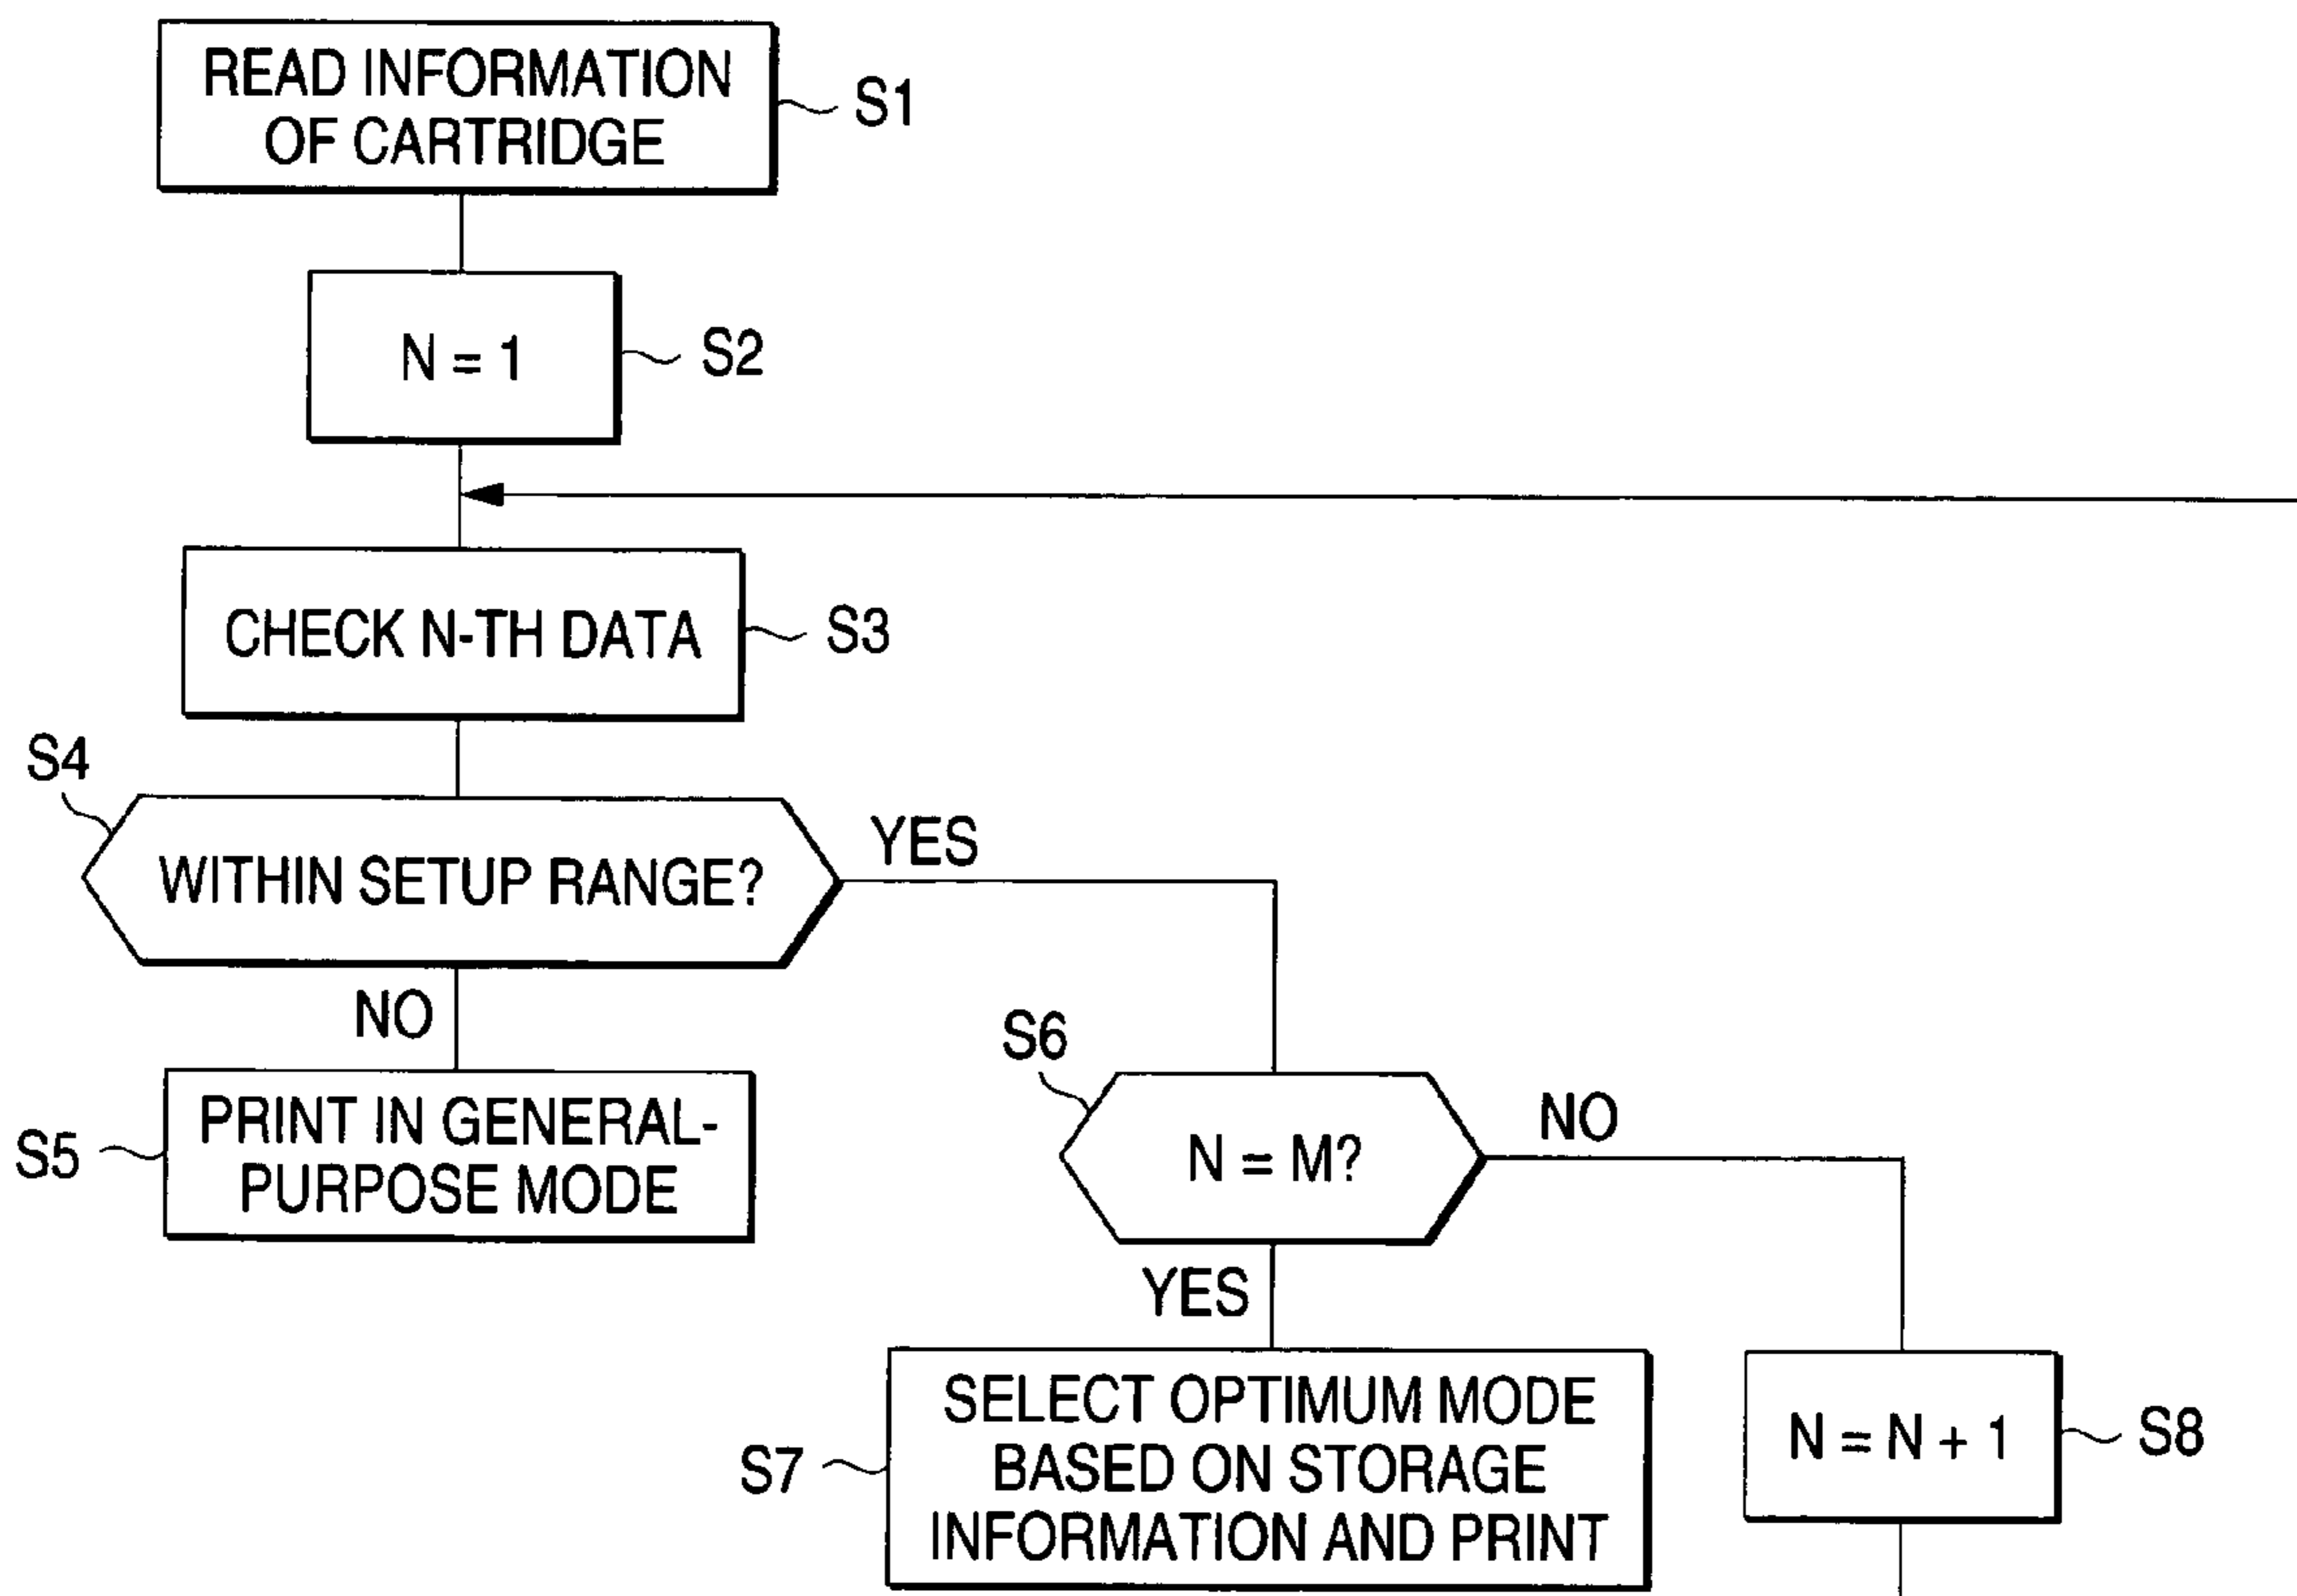 READ INFORMATION
OF CARTRIDGE
S1
N = 1
S2
CHECK N-TH DATA
S3
S4
WITHIN SETUP RANGE?
YES
NO
S5
PRINT IN GENERAL-
PURPOSE MODE
S6
N = M?
NO
YES
S7
SELECT OPTIMUM MODE
BASED ON STORAGE
INFORMATION AND PRINT
N = N + 1
S8